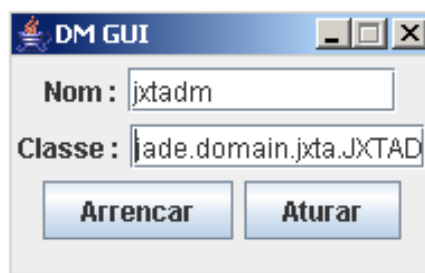 DM GUI
Nom : jxtadm
Classe : jade.domain.jxta.JXTAD
Arrencar Aturar